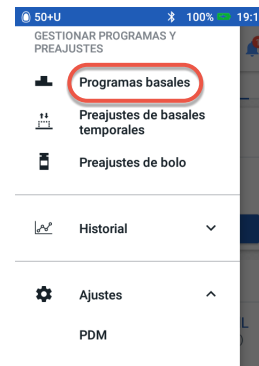 50+U 100% 19:1
GESTIONAR PROGRAMAS Y
PREAJUSTES
Programas basales
Preajustes de basales
temporales
Preajustes de bolo
Historial
Ajustes
PDM
L
)